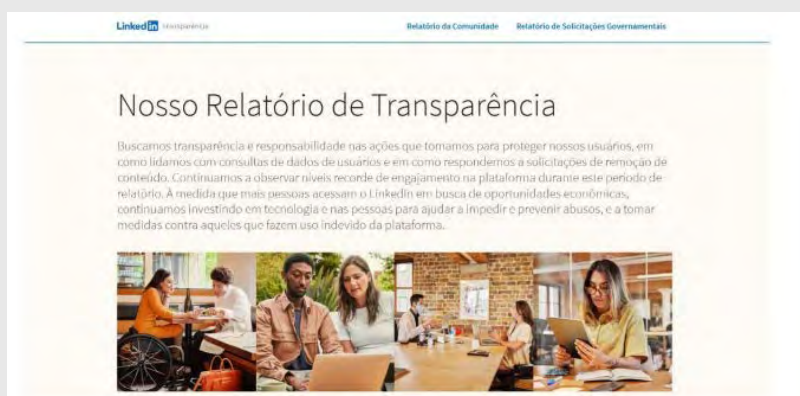 LinkedIn Transparência
Relatório da Comunidade Relatório de Solicitações Governamentais
Nosso Relatório de Transparência
Buscamos transparência e responsabilidade nas ações que tomamos para proteger nossos usuários, em
como lidamos com consultas de dados de usuários e em como respondemos a solicitações de remoção de
conteúdo. Continuamos a observar níveis recorde de engajamento na plataforma durante este período de
relatório. À medida que mais pessoas acessam o LinkedIn em busca de oportunidades econômicas,
continuamos investindo em tecnologia e nas pessoas para ajudar a impedir e prevenir abusos, e a tomar
medidas contra aqueles que fazem uso indevido da plataforma.